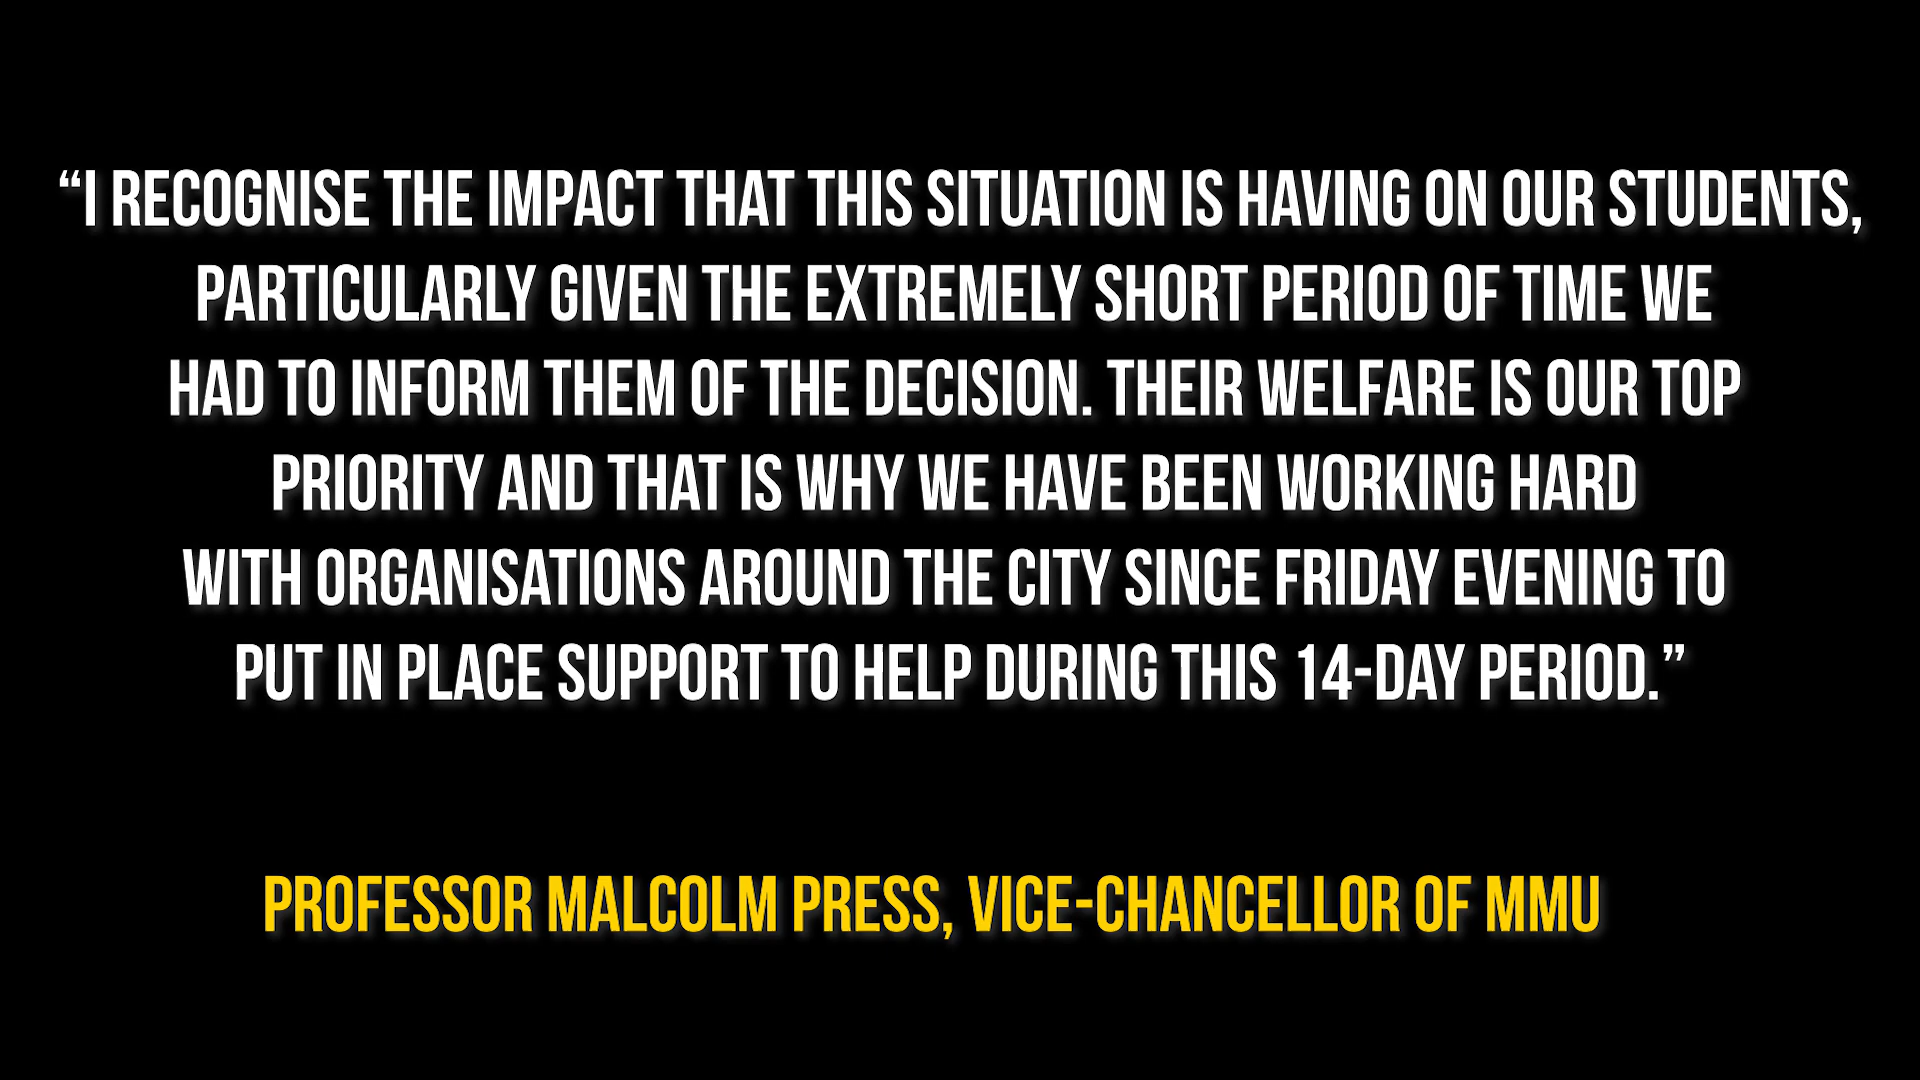 “I RECOGNISE THE IMPACT THAT THIS SITUATION IS HAVING ON OUR STUDENTS,
PARTICULARLY GIVEN THE EXTREMELY SHORT PERIOD OF TIME WE
HAD TO INFORM THEM OF THE DECISION. THEIR WELFARE IS OUR TOP
PRIORITY AND THAT IS WHY WE HAVE BEEN WORKING HARD
WITH ORGANISATIONS AROUND THE CITY SINCE FRIDAY EVENING TO
PUT IN PLACE SUPPORT TO HELP DURING THIS 14-DAY PERIOD.”
PROFESSOR MALCOLM PRESS, VICE-CHANCELLOR OF MMU